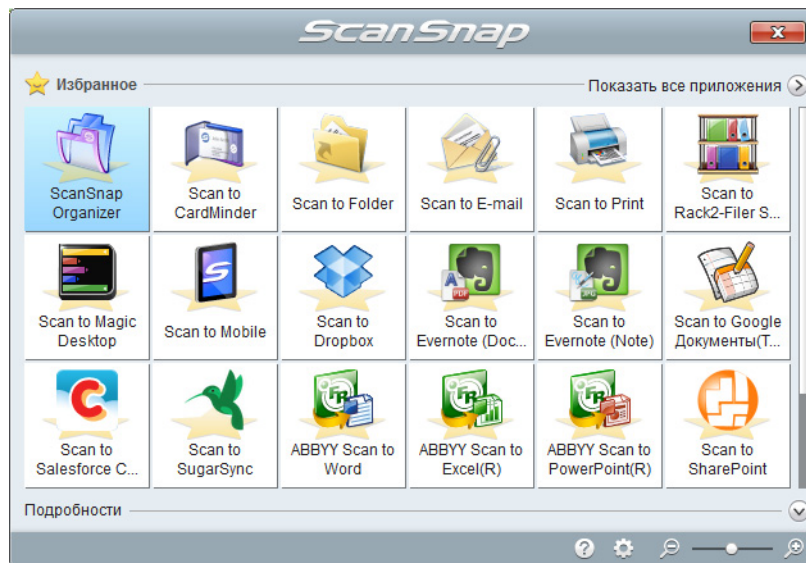 ScanSnap
Избранное
Показать все приложения
ScanSnap
Organizer
Scan to
CardMinder
Scan to Folder
Scan to E-mail
Scan to Print
Scan to
Rack2-Filer S...
Scan to Magic
Desktop
Scan to Mobile
Scan to
Dropbox
Scan to
Evernote (Doc...
Scan to
Evernote (Note)
Scan to Google
Документы(Т...
Scan to
Salesforce C...
Scan to
SugarSync
ABBYY Scan to
Word
ABBYY Scan to
Excel(R)
ABBYY Scan to
PowerPoint(R)
Scan to
SharePoint
Подробности